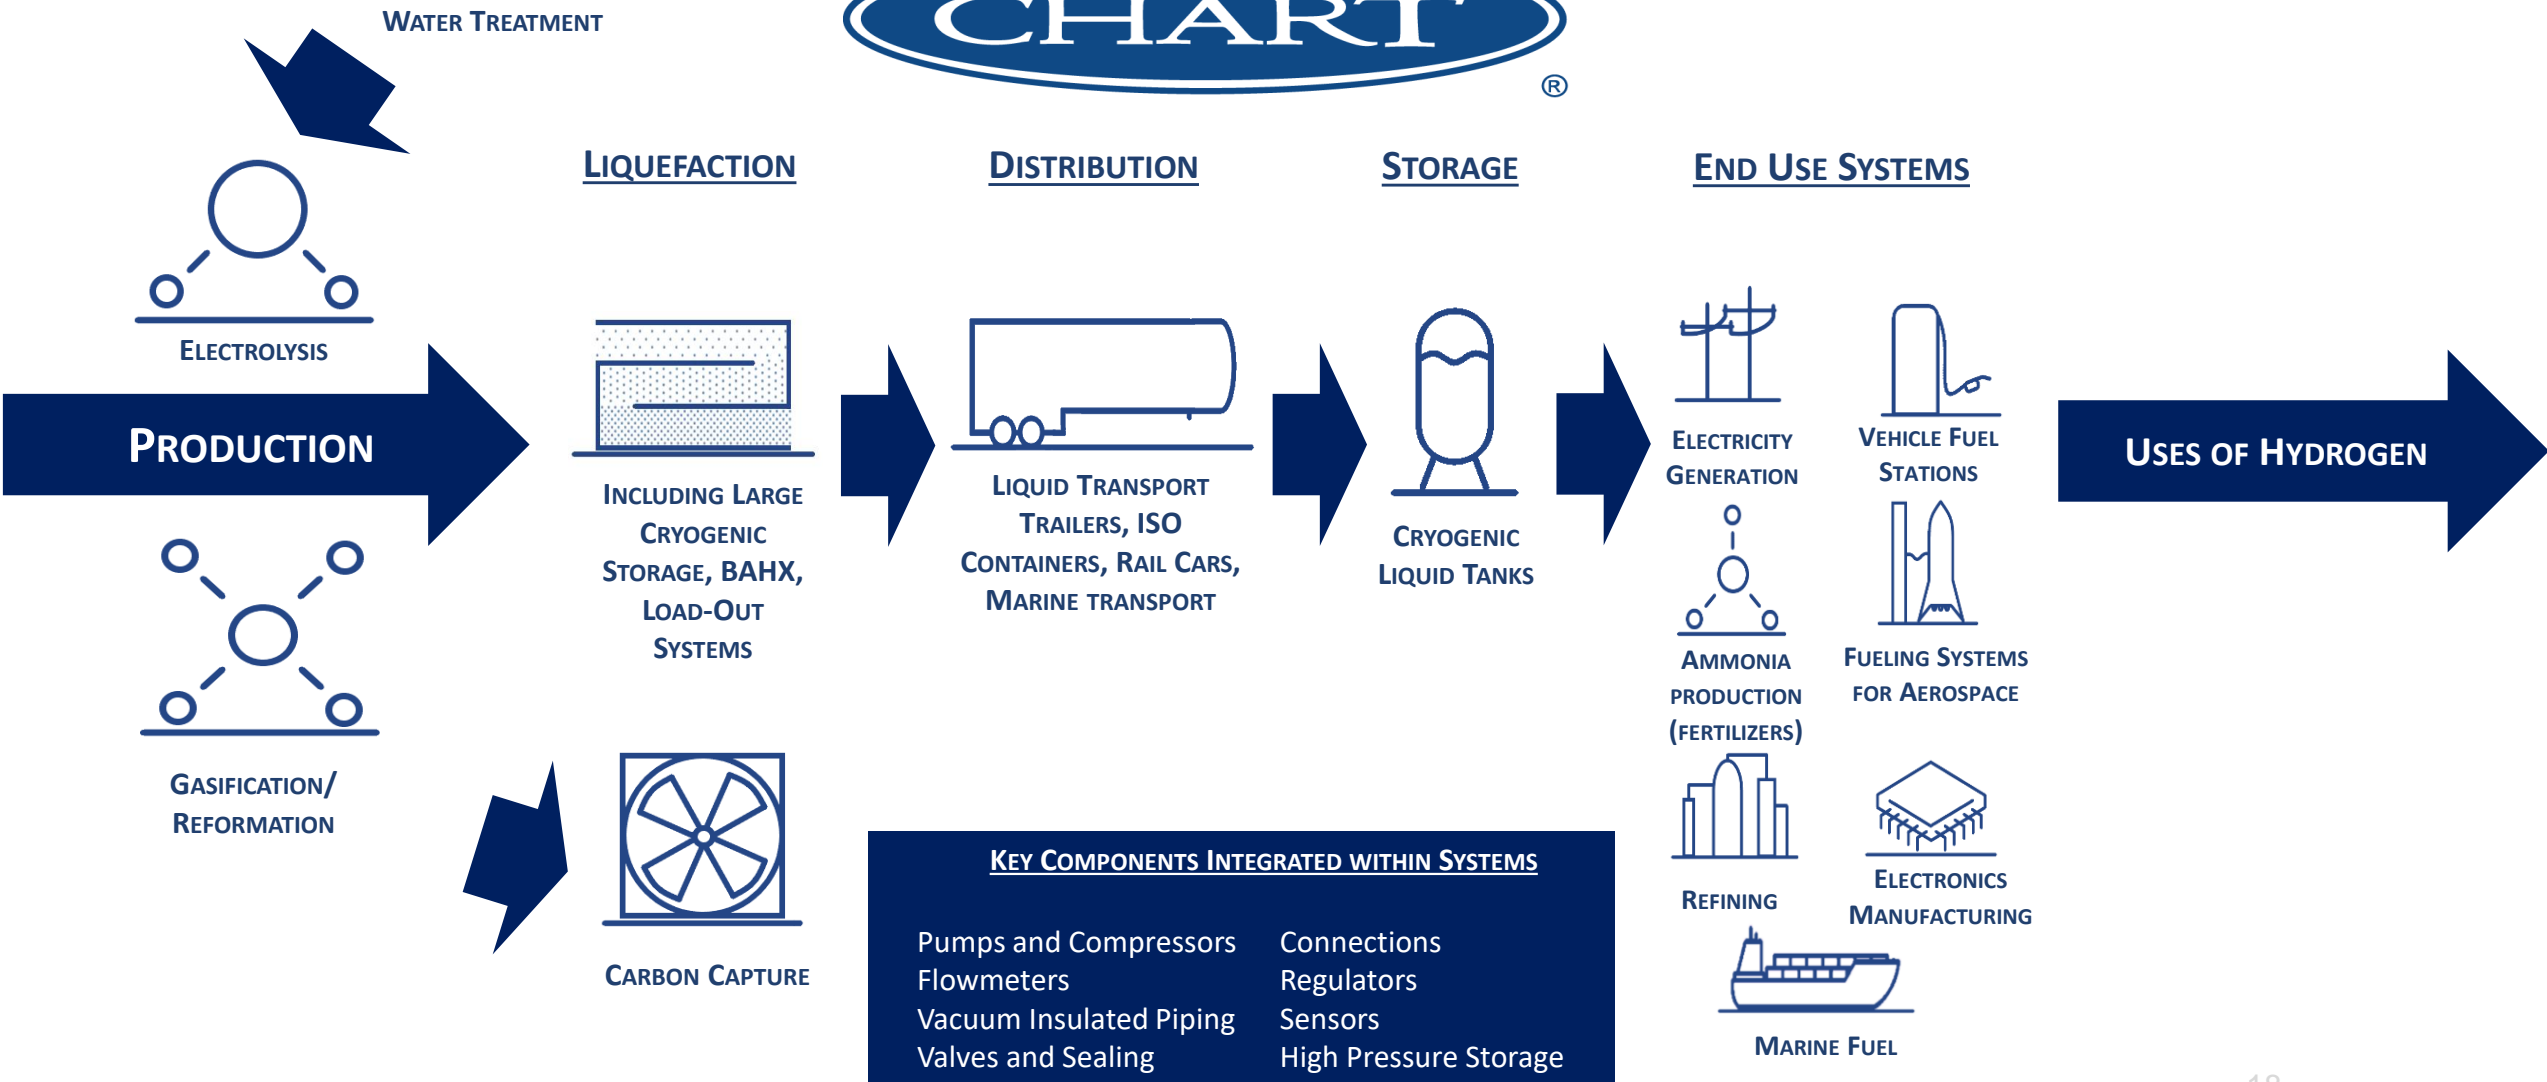 Water Treatment
CHART
®
Liquefaction
Distribution
Storage
End Use Systems
Electrolysis
Production
Gasification/
Reformation
Including Large
Cryogenic
Storage, BAHX,
Load-Out
Systems
Carbon Capture
Liquid Transport
Trailers, ISO
Containers, Rail Cars,
Marine transport
Cryogenic
Liquid Tanks
Electricity
Generation
Vehicle Fuel
Stations
Ammonia
production
(fertilizers)
Fueling Systems
for Aerospace
Refining
Electronics
Manufacturing
Marine Fuel
Uses of Hydrogen
Key Components Integrated within Systems
Pumps and Compressors
Flowmeters
Vacuum Insulated Piping
Valves and Sealing
Connections
Regulators
Sensors
High Pressure Storage